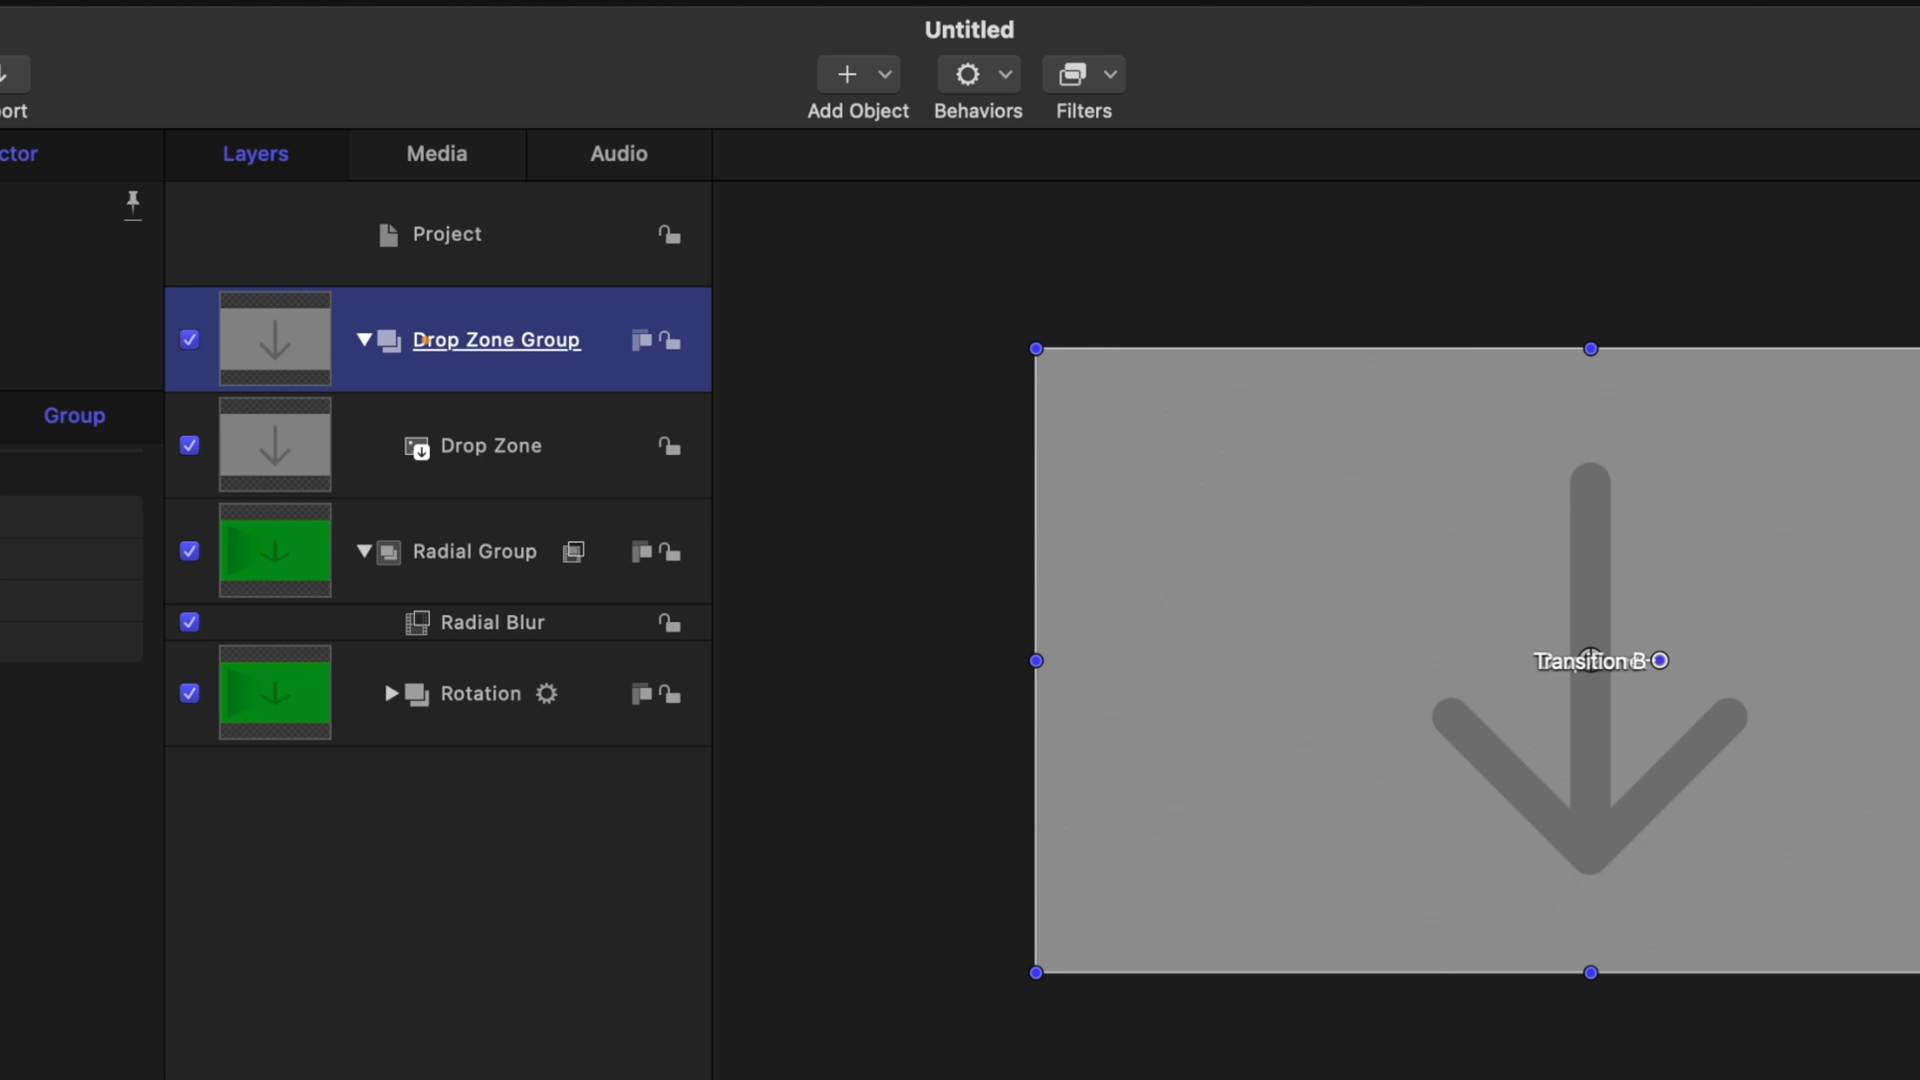 Untitled
ort
Add Object
Behaviors
Filters
ctor
Layers
Media
Audio
Project
Drop Zone Group
Group
Drop Zone
Radial Group
Radial Blur
Transition B
Rotation